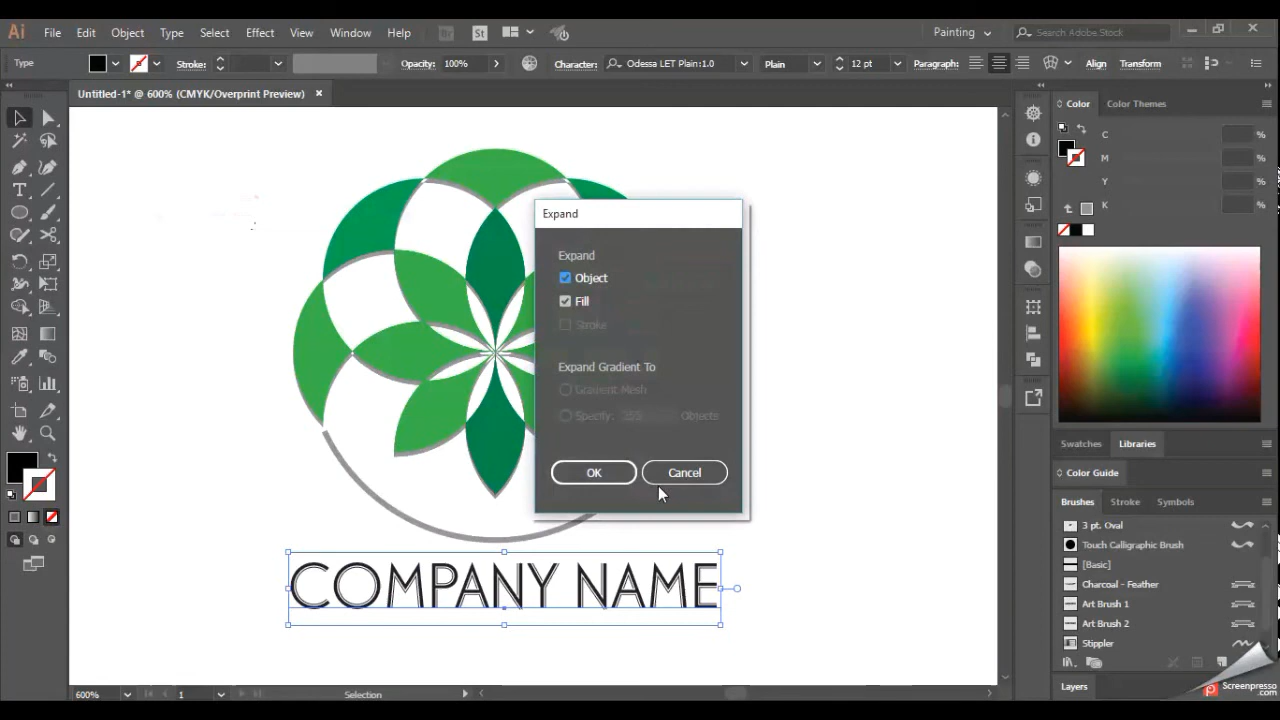 Ai File Edit Object Type Select Effect View Window Help Br St Painting Search Adobe Stock
Type Stroke: Opacity: 100% Character: Odessa LET Plain:1.0 Plain 12 pt Paragraph: Align Transform
Untitled-1* @ 600% (CMYK/Overprint Preview)
Color Color Themes
C %
M %
Y %
K %
Expand
Expand
Object
Fill
Stroke
Expand Gradient To
Gradient Mesh
Specify: 255 Objects
OK Cancel
COMPANY NAME
Swatches Libraries
Color Guide
Brushes Stroke Symbols
3 pt. Oval
Touch Calligraphic Brush
[Basic]
Charcoal - Feather
Art Brush 1
Art Brush 2
Stippler
Layers
600% 1 Selection
Screenpresso
.com